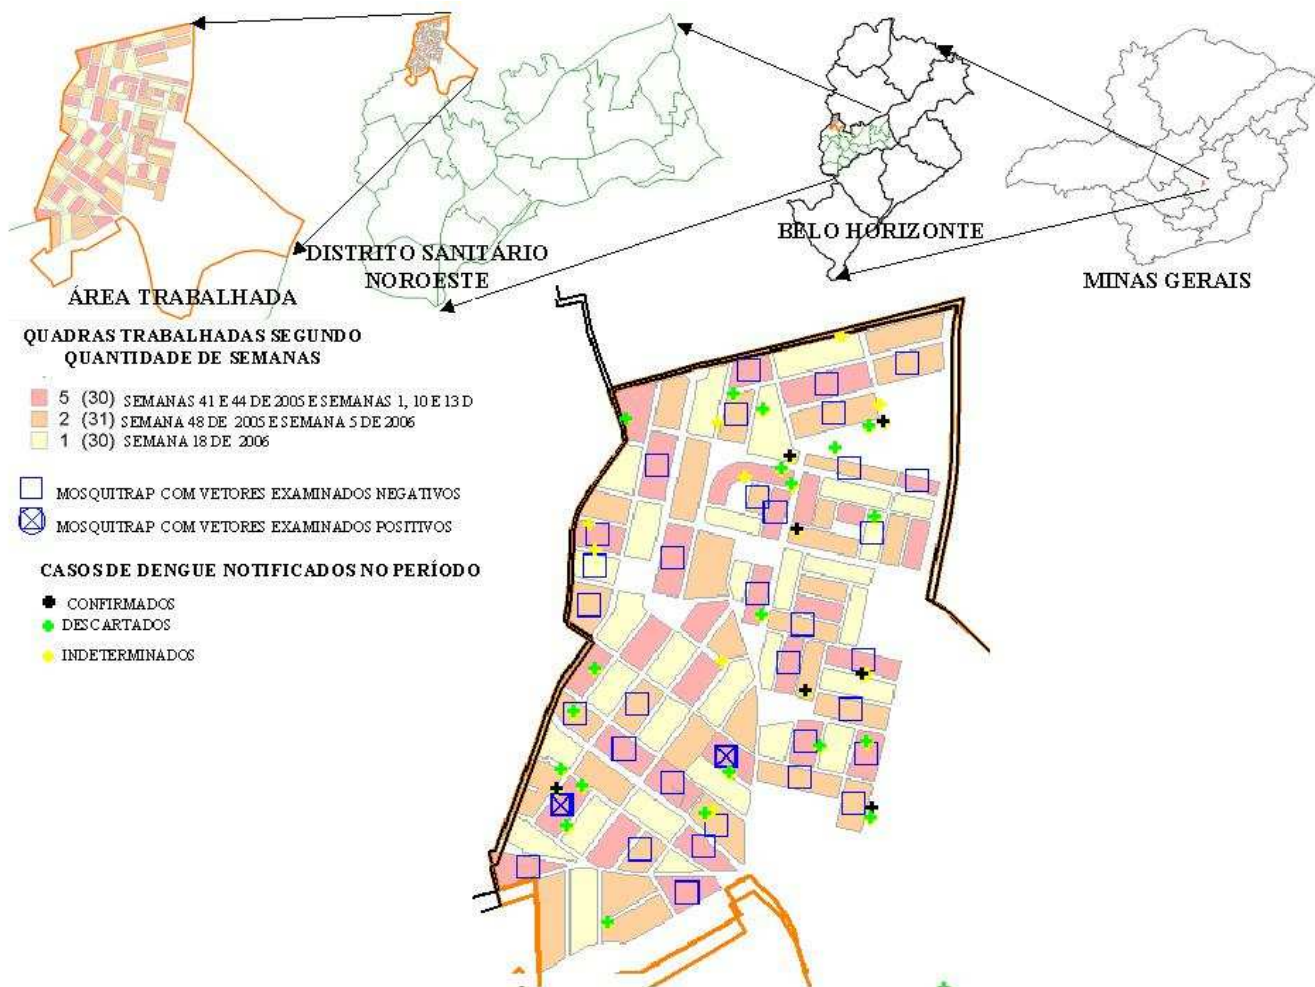 DISTRITO SANITÁRIO
NOROESTE
BELO HORIZONTE
MINAS GERAIS
ÁREA TRABALHADA
QUADRAS TRABALHADAS SEGUNDO
QUANTIDADE DE SEMANAS
5 (30) SEMANAS 41 E 44 DE 2005 E SEMANAS 1, 10 E 13 D
2 (31) SEMANA 48 DE 2005 E SEMANA 5 DE 2006
1 (30) SEMANA 18 DE 2006
MOSQUITRAP COM VETORES EXAMINADOS NEGATIVOS
MOSQUITRAP COM VETORES EXAMINADOS POSITIVOS
CASOS DE DENGUE NOTIFICADOS NO PERÍODO
CONFIRMADOS
DESCARTADOS
INDETERMINADOS